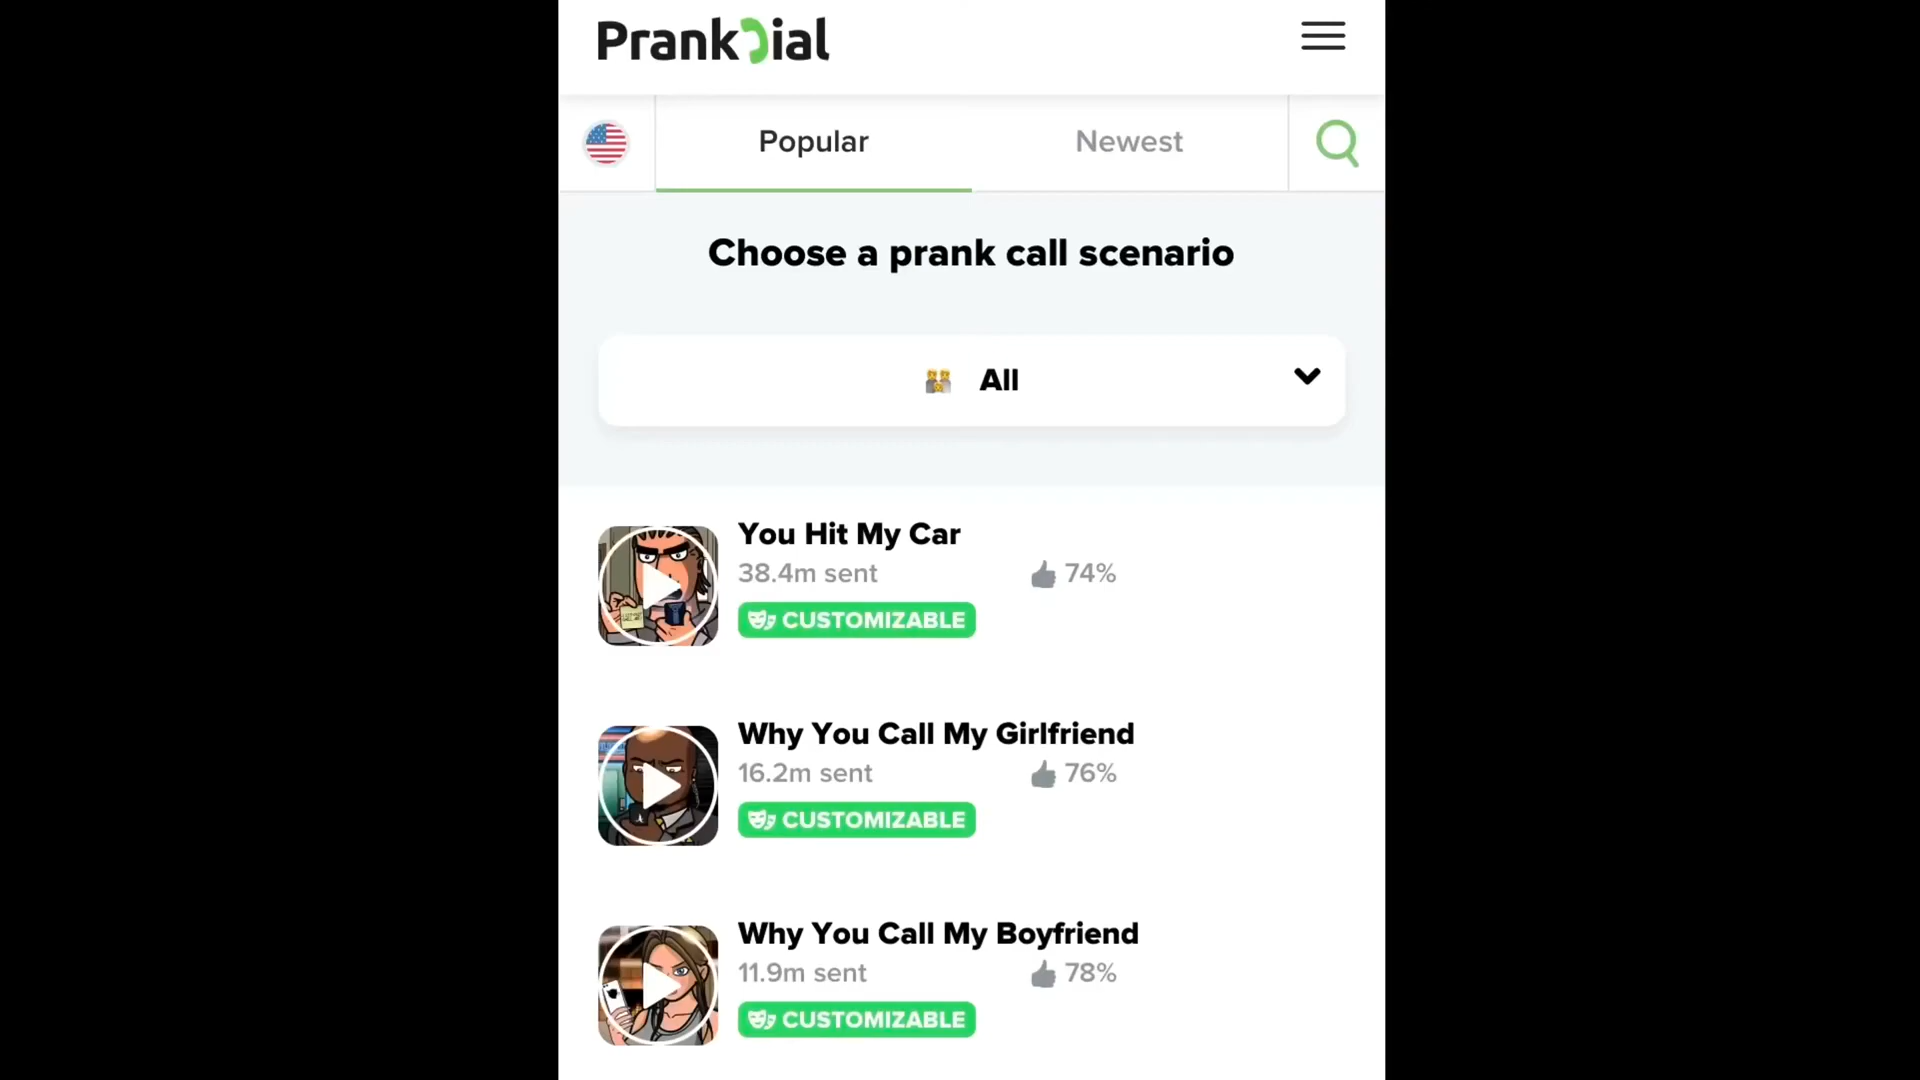 PrankDial
Popular
Newest
Choose a prank call scenario
All
You Hit My Car
38.4m sent
74%
CUSTOMIZABLE
Why You Call My Girlfriend
16.2m sent
76%
CUSTOMIZABLE
Why You Call My Boyfriend
11.9m sent
78%
CUSTOMIZABLE